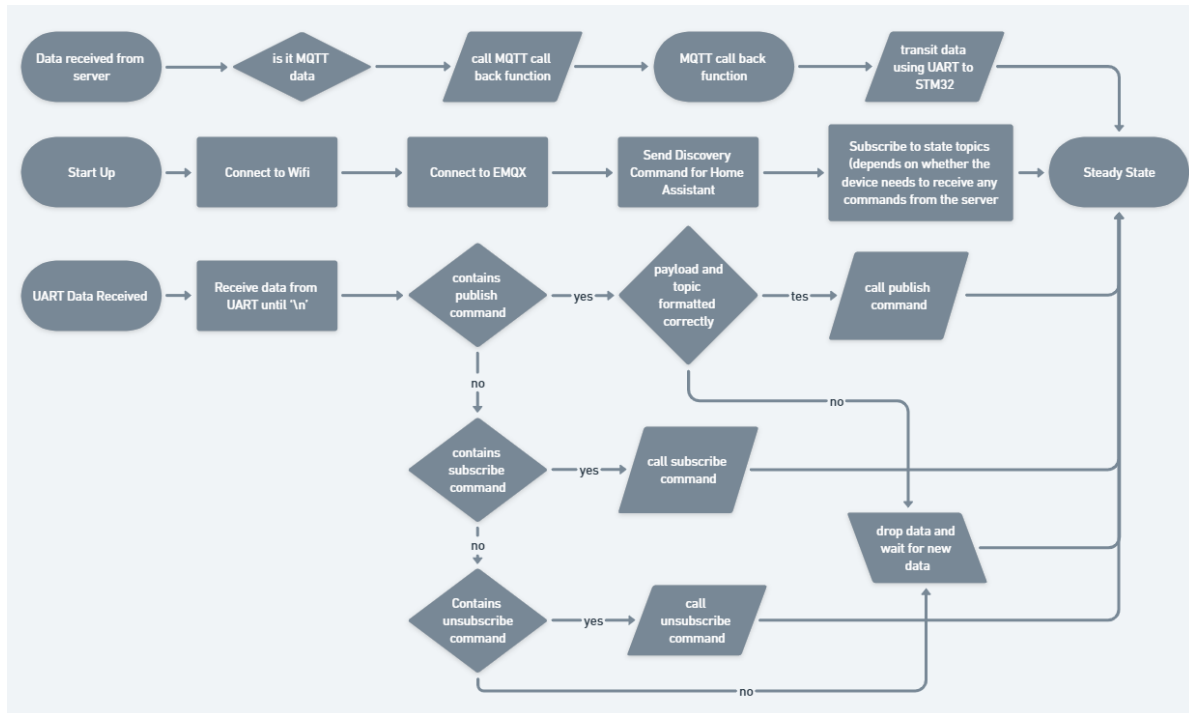 Data received from
server
is it MQTT
data
call MQTT call
back function
MQTT call back
function
transit data
using UART to
STM32
Start Up
Connect to Wifi
Connect to EMQX
Send Discovery
Command for Home
Assistant
Subscribe to state topics
(depends on whether the
device needs to receive any
commands from the server
Steady State
UART Data Received
Receive data from
UART until '\n'
contains
publish
command
yes
payload and
topic
formatted
correctly
tes
call publish
command
no
no
contains
subscribe
command
yes
call subscribe
command
drop data and
wait for new
data
no
Contains
unsubscribe
command
yes
call
unsubscribe
command
no